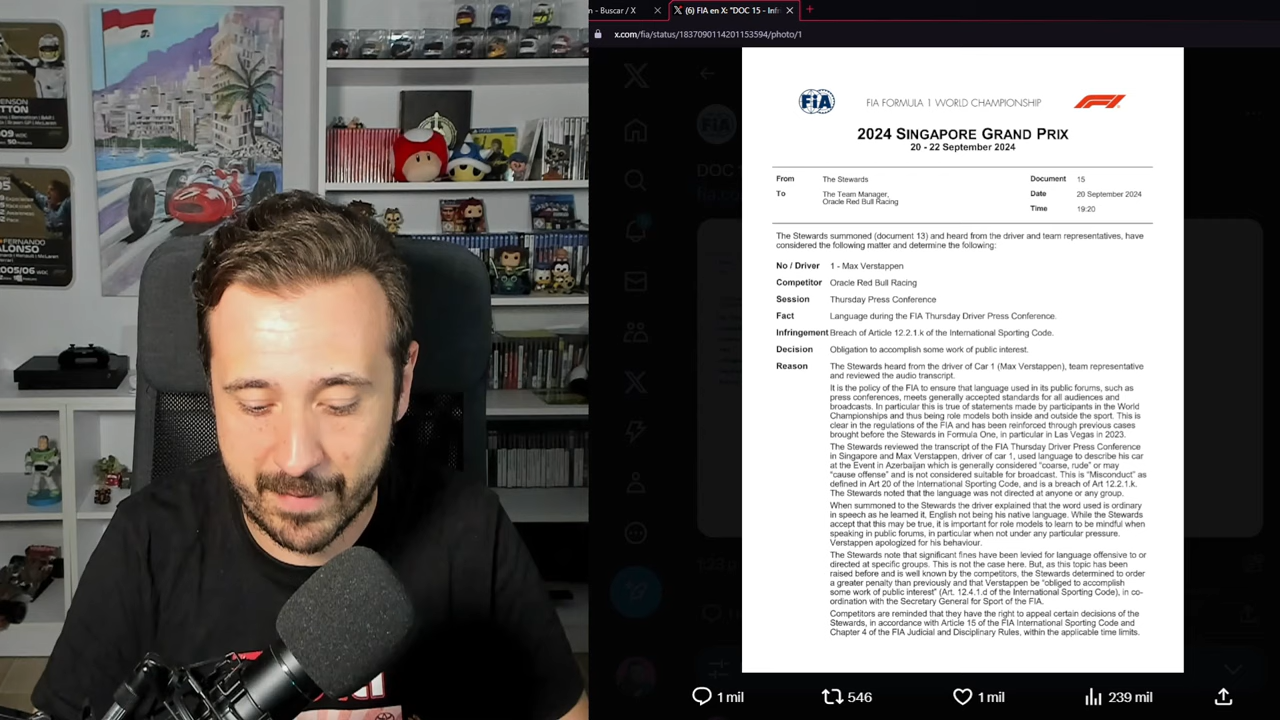 n - Buscar / X
(6) FIA en X: "DOC 15 - Infr
x.com/fia/status/1837090114201153594/photo/1
FIA
FIA FORMULA 1 WORLD CHAMPIONSHIP
F1
2024 SINGAPORE GRAND PRIX
20 - 22 September 2024
From The Stewards Document 15
To The Team Manager, Date 20 September 2024
Oracle Red Bull Racing
Time 19:20
The Stewards summoned (document 13) and heard from the driver and team representatives, have
considered the following matter and determine the following:
No / Driver 1 - Max Verstappen
Competitor Oracle Red Bull Racing
Session Thursday Press Conference
Fact Language during the FIA Thursday Driver Press Conference.
Infringement Breach of Article 12.2.1.k of the International Sporting Code.
Decision Obligation to accomplish some work of public interest.
Reason The Stewards heard from the driver of Car 1 (Max Verstappen), team representative
and reviewed the audio transcript.
It is the policy of the FIA to ensure that language used in its public forums, such as
press conferences, meets generally accepted standards for all audiences and
broadcasts. In particular this is true of statements made by participants in the World
Championships and thus being role models both inside and outside the sport. This is
clear in the regulations of the FIA and has been reinforced through previous cases
brought before the Stewards in Formula One, in particular in Las Vegas in 2023.
The Stewards reviewed the transcript of the FIA Thursday Driver Press Conference
in Singapore and Max Verstappen, driver of car 1, used language to describe his car
at the Event in Azerbaijan which is generally considered "coarse, rude" or may
"cause offense" and is not considered suitable for broadcast. This is "Misconduct" as
defined in Art 20 of the International Sporting Code, and is a breach of Art 12.2.1.k.
The Stewards noted that the language was not directed at anyone or any group.
When summoned to the Stewards the driver explained that the word used is ordinary
in speech as he learned it, English not being his native language. While the Stewards
accept that this may be true, it is important for role models to learn to be mindful when
speaking in public forums, in particular when not under any particular pressure.
Verstappen apologized for his behaviour.
The Stewards note that significant fines have been levied for language offensive to or
directed at specific groups. This is not the case here. But, as this topic has been
raised before and is well known by the competitors, the Stewards determined to order
a greater penalty than previously and that Verstappen be "obliged to accomplish
some work of public interest" (Art. 12.4.1.d of the International Sporting Code), in co-
ordination with the Secretary General for Sport of the FIA.
Competitors are reminded that they have the right to appeal certain decisions of the
Stewards, in accordance with Article 15 of the FIA International Sporting Code and
Chapter 4 of the FIA Judicial and Disciplinary Rules, within the applicable time limits.
1 mil 546 1 mil 239 mil
FERNANDO
ALONSO
2005/06